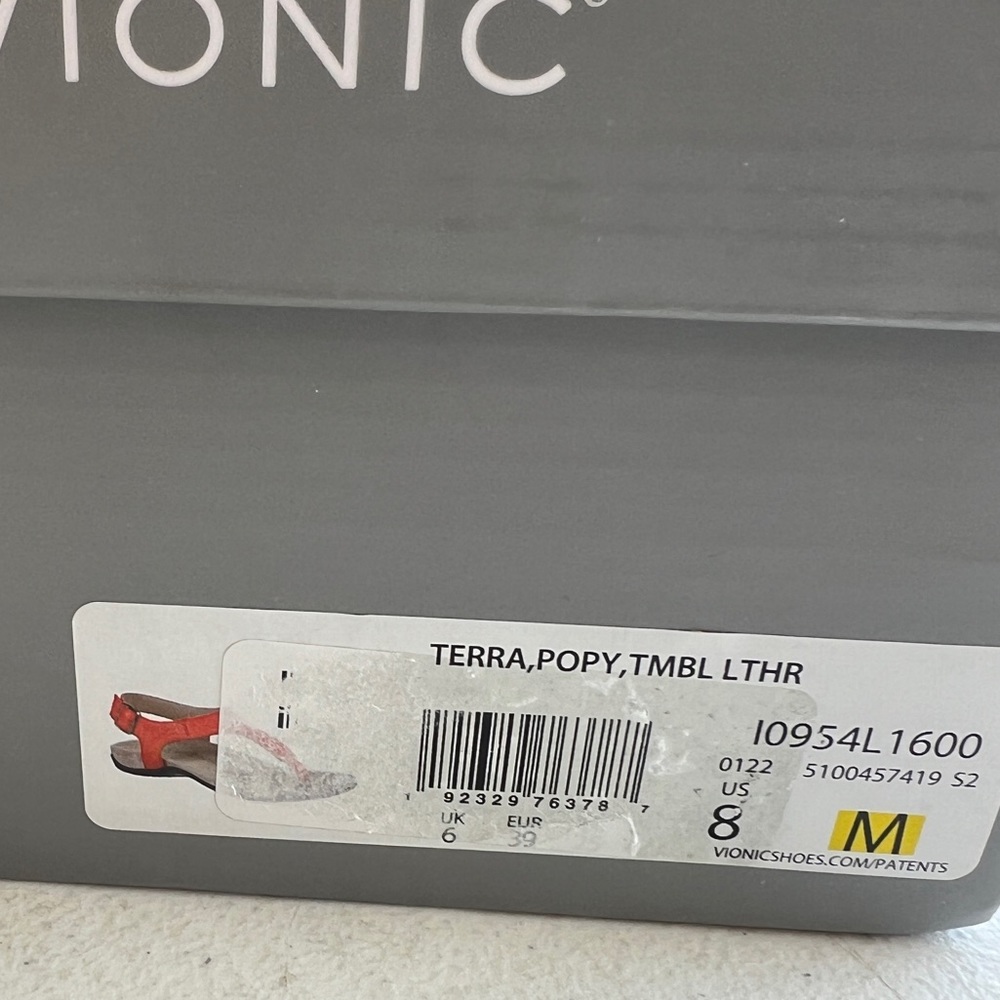 VIONIC®
TERRA,POPY,TMBL LTHR
I0954L1600
0122 5100457419 S2
1 92329 76378 7
US
8 M
UK EUR
6 39
VIONICSHOES.COM/PATENTS